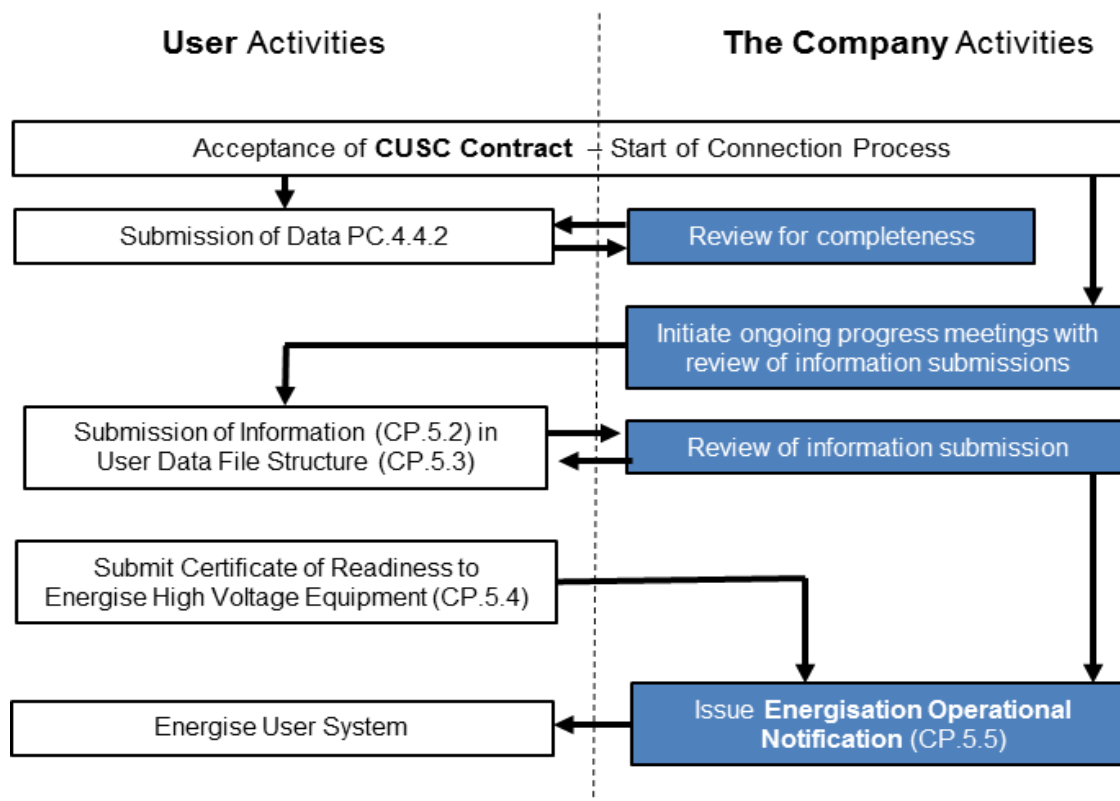 User Activities
The Company Activities
Acceptance of CUSC Contract – Start of Connection Process
Submission of Data PC.4.4.2
Review for completeness
Initiate ongoing progress meetings with
review of information submissions
Submission of Information (CP.5.2) in
User Data File Structure (CP.5.3)
Review of information submission
Submit Certificate of Readiness to
Energise High Voltage Equipment (CP.5.4)
Energise User System
Issue Energisation Operational
Notification (CP.5.5)